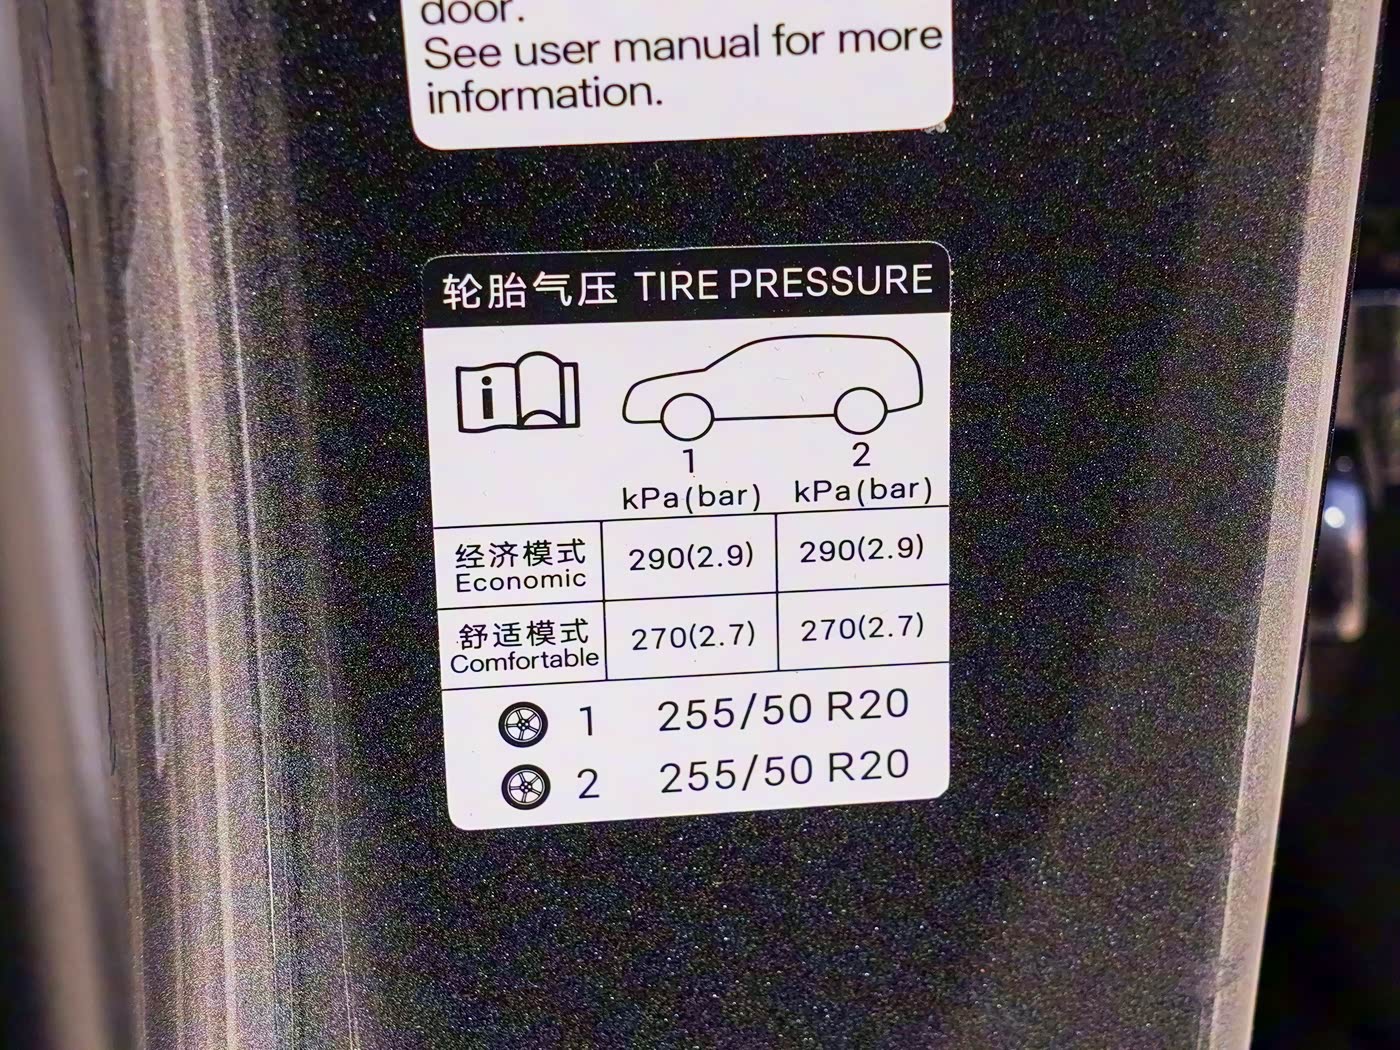 door.
See user manual for more
information.
轮胎气压 TIRE PRESSURE
i
1 2
kPa(bar) kPa(bar)
经济模式 290(2.9) 290(2.9)
Economic
舒适模式 270(2.7) 270(2.7)
Comfortable
1 255/50 R20
2 255/50 R20